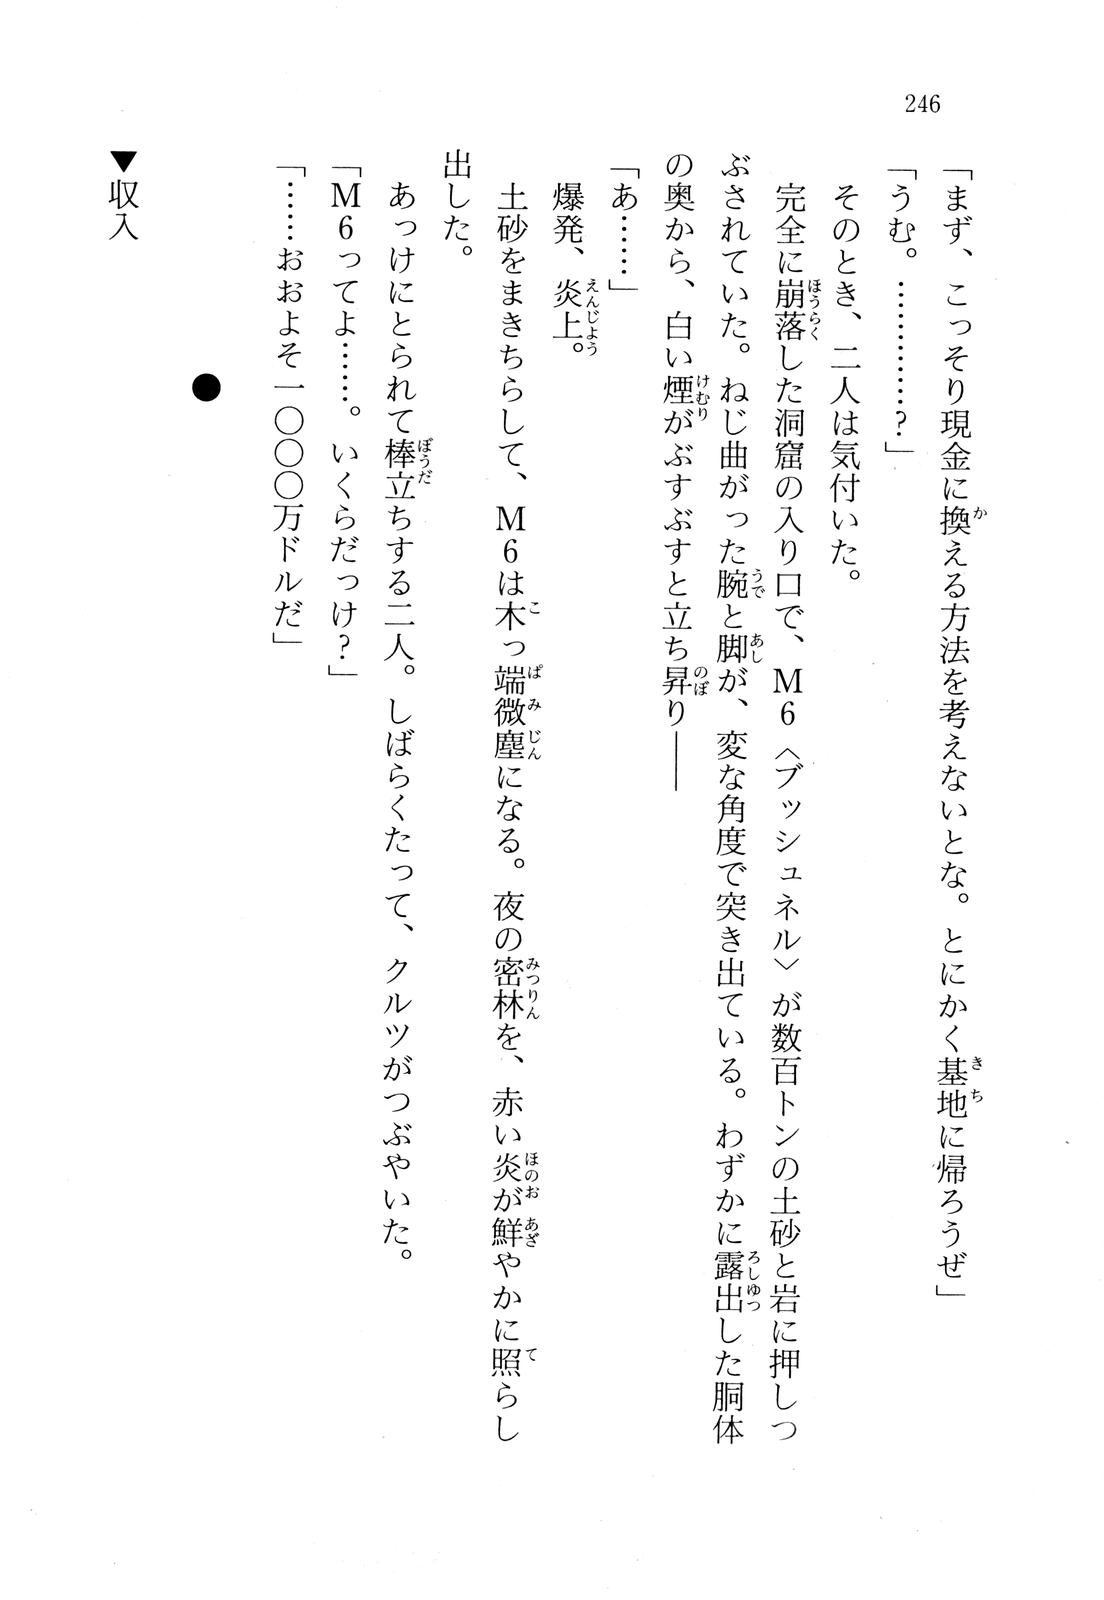 246
「まず、こっそり現金に換える方法を考えないとな。とにかく基地に帰ろうぜ」
「うむ。…………?」
そのとき、二人は気付いた。
完全に崩落した洞窟の入り口で、M6〈ブッシュネル〉が数百トンの土砂と岩に押しつ
ぶされていた。ねじ曲がった腕と脚が、変な角度で突き出ている。わずかに露出した胴体
の奥から、白い煙がぶすぶすと立ち昇り――
「あ……」
爆発、炎上。
土砂をまきちらして、M6は木っ端微塵になる。夜の密林を、赤い炎が鮮やかに照らし
出した。
あっけにとられて棒立ちする二人。しばらくたって、クルツがつぶやいた。
「M6ってよ……。いくらだっけ?」
「……おおよそ一〇〇〇万ドルだ」
●
▼収入